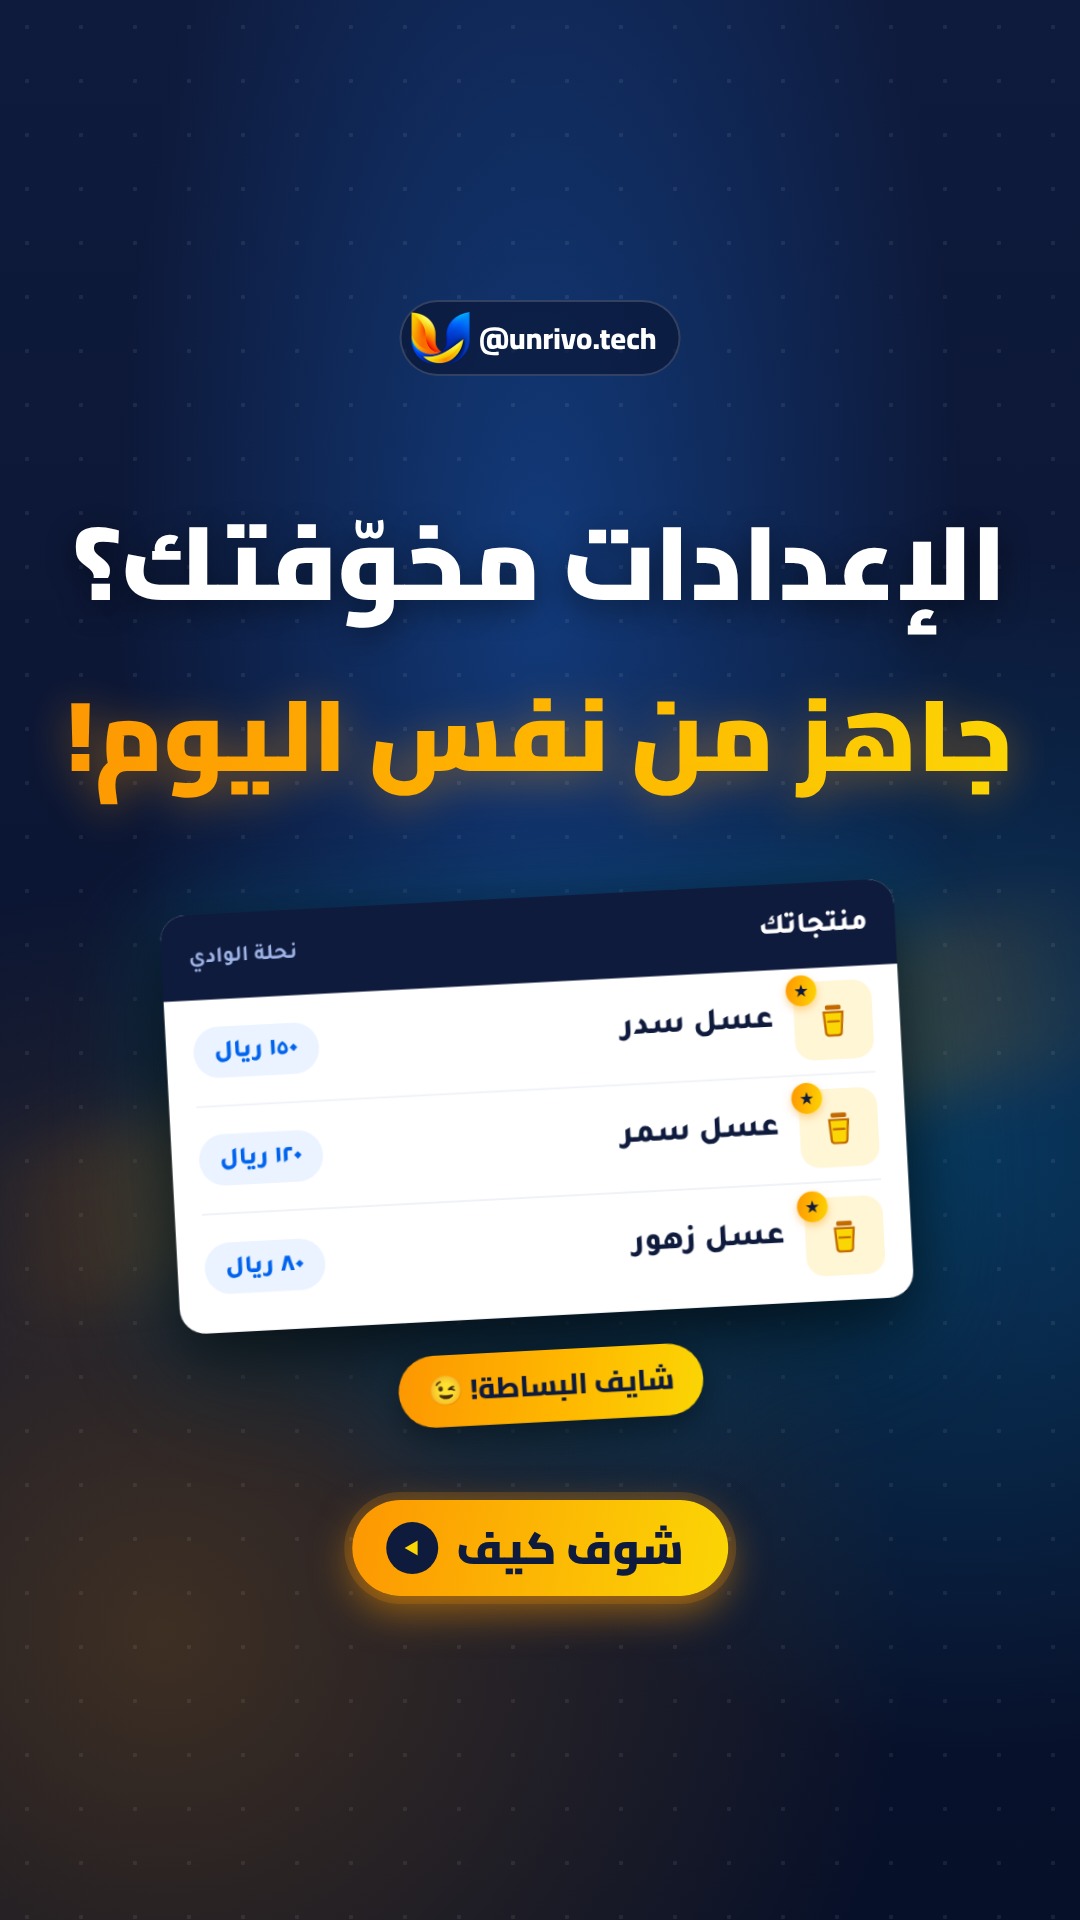 @unrivo.tech
الإعدادات مخوّفتك؟
جاهز من نفس اليوم!
منتجاتك
نحلة الوادي
عسل سدر
١٥٠ ريال
عسل سمر
١٢٠ ريال
عسل زهور
٨٠ ريال
شايف البساطة! 😉
شوف كيف